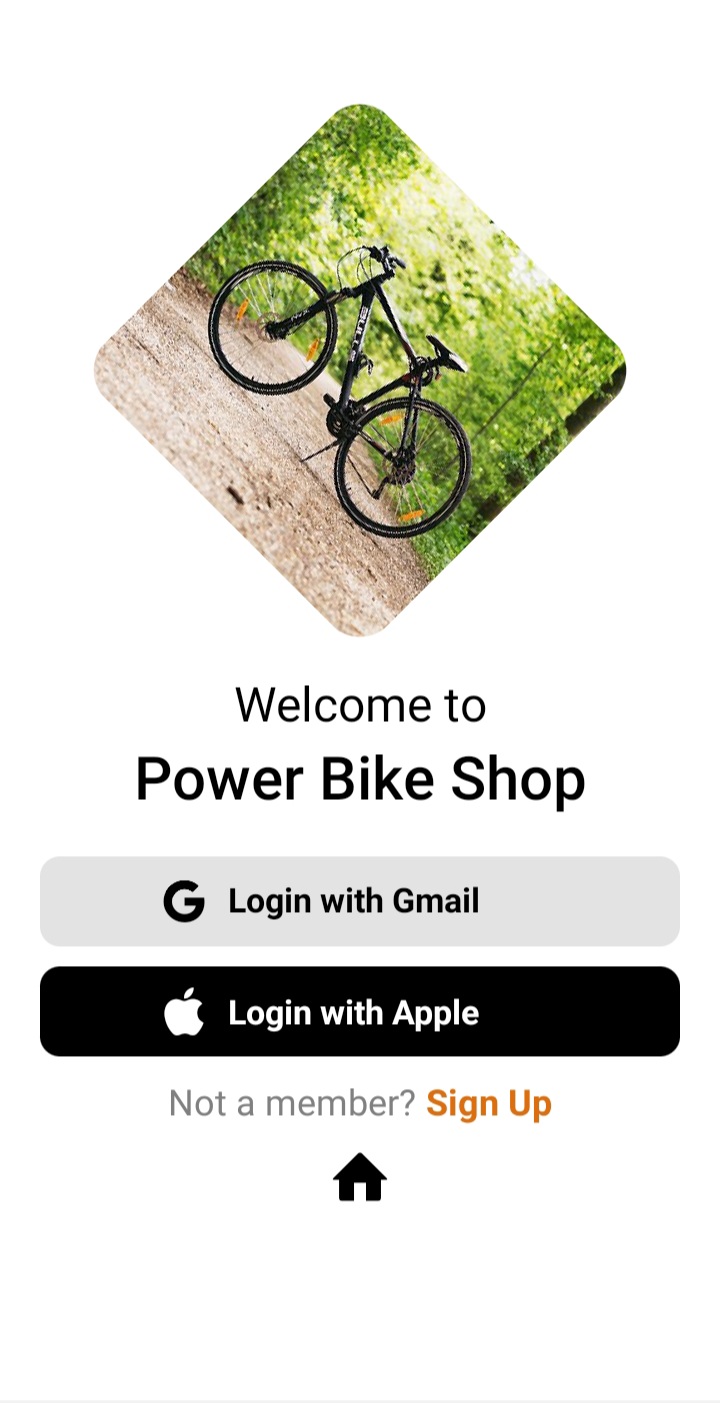 Welcome to
Power Bike Shop
Login with Gmail
Login with Apple
Not a member? Sign Up